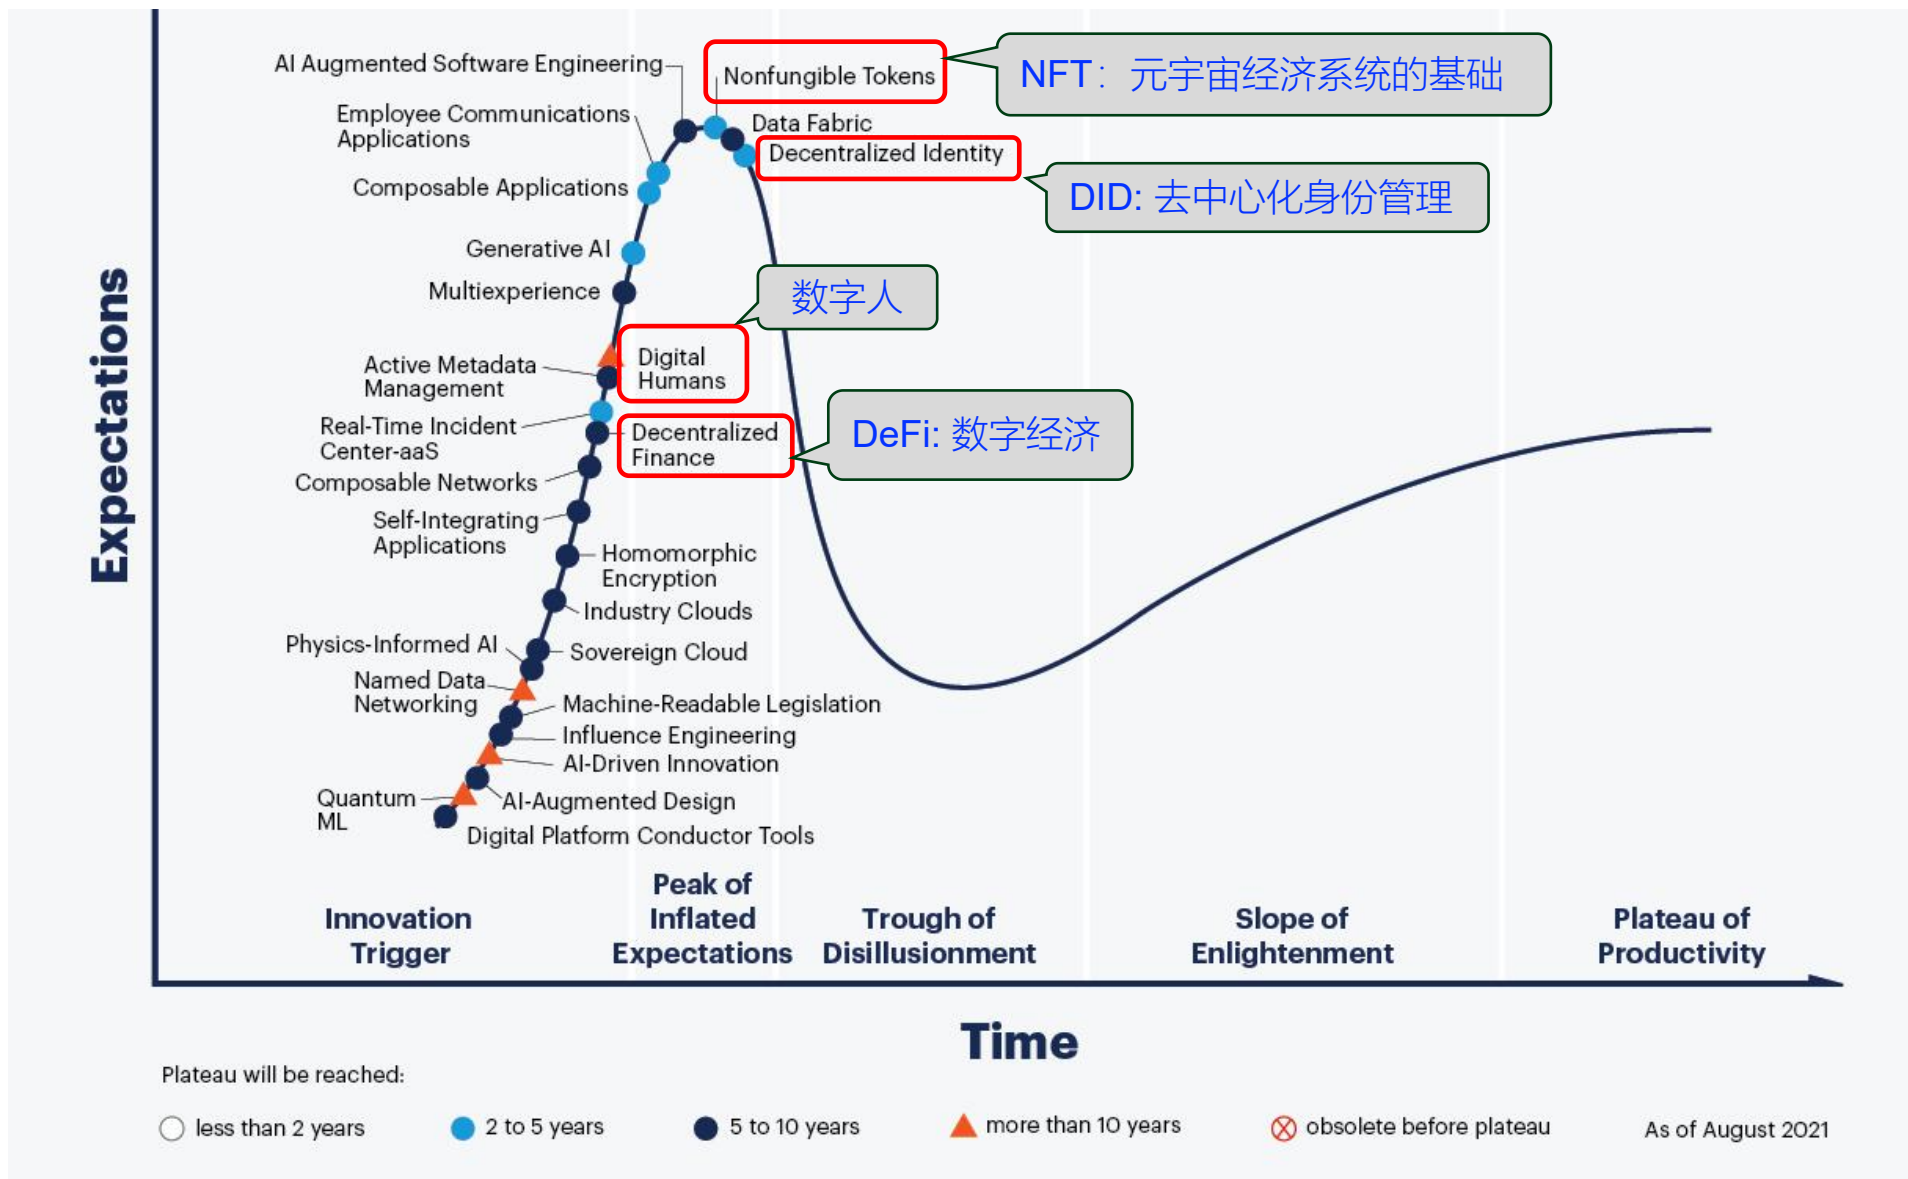 AI Augmented Software Engineering
Nonfungible Tokens
NFT：元宇宙经济系统的基础
Employee Communications
Applications
Data Fabric
Decentralized Identity
DID: 去中心化身份管理
Composable Applications
Generative AI
Multiexperience
数字人
Active Metadata
Management
Digital
Humans
Real-Time Incident
Center-aaS
Decentralized
Finance
DeFi: 数字经济
Composable Networks
Self-Integrating
Applications
Homomorphic
Encryption
Industry Clouds
Physics-Informed AI
Sovereign Cloud
Named Data
Networking
Machine-Readable Legislation
Influence Engineering
AI-Driven Innovation
Quantum
ML
AI-Augmented Design
Digital Platform Conductor Tools
Expectations
Innovation
Trigger
Peak of
Inflated
Expectations
Trough of
Disillusionment
Slope of
Enlightenment
Plateau of
Productivity
Time
Plateau will be reached:
less than 2 years
2 to 5 years
5 to 10 years
more than 10 years
obsolete before plateau
As of August 2021